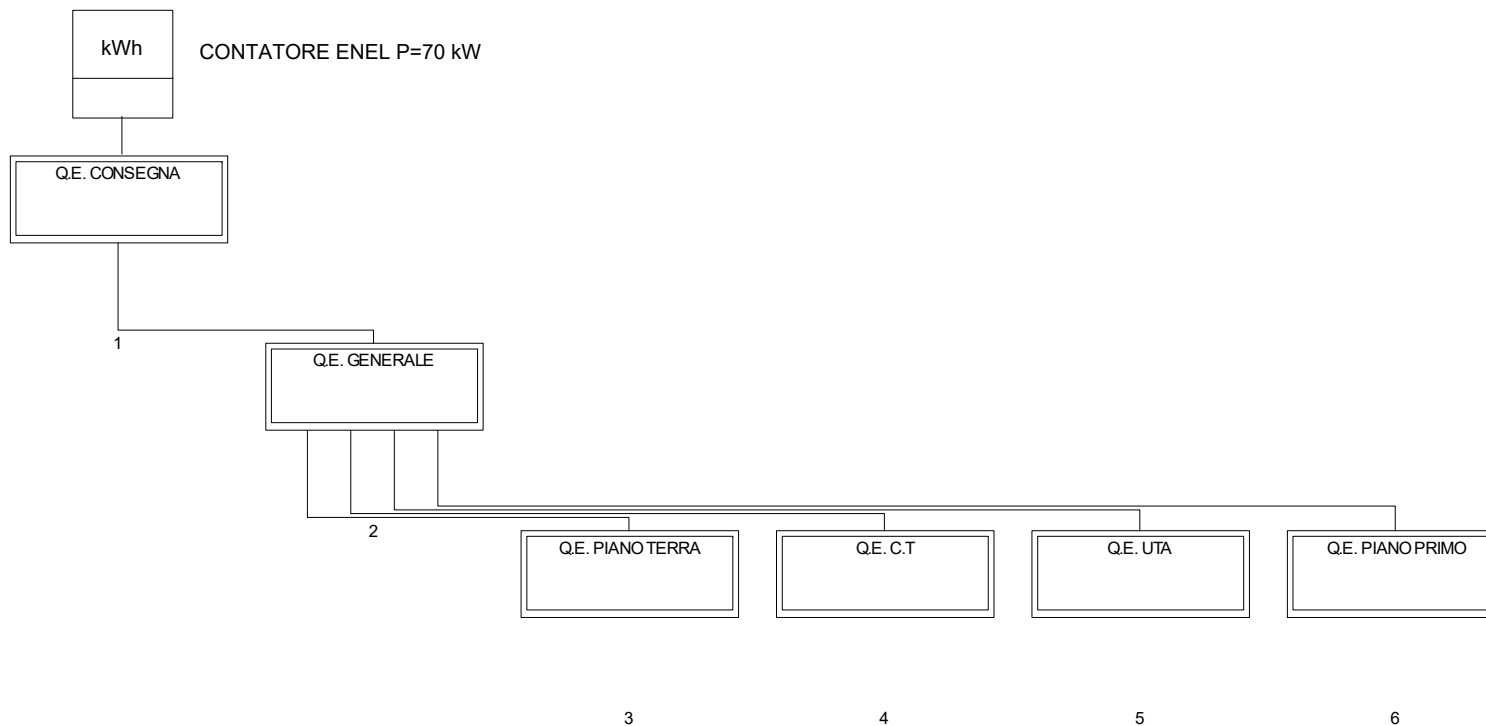 kWh
CONTATORE ENEL P=70 kW
Q.E. CONSEGNA
1
Q.E. GENERALE
2
Q.E. PIANO TERRA
Q.E. C.T
Q.E. UTA
Q.E. PIANO PRIMO
3
4
5
6